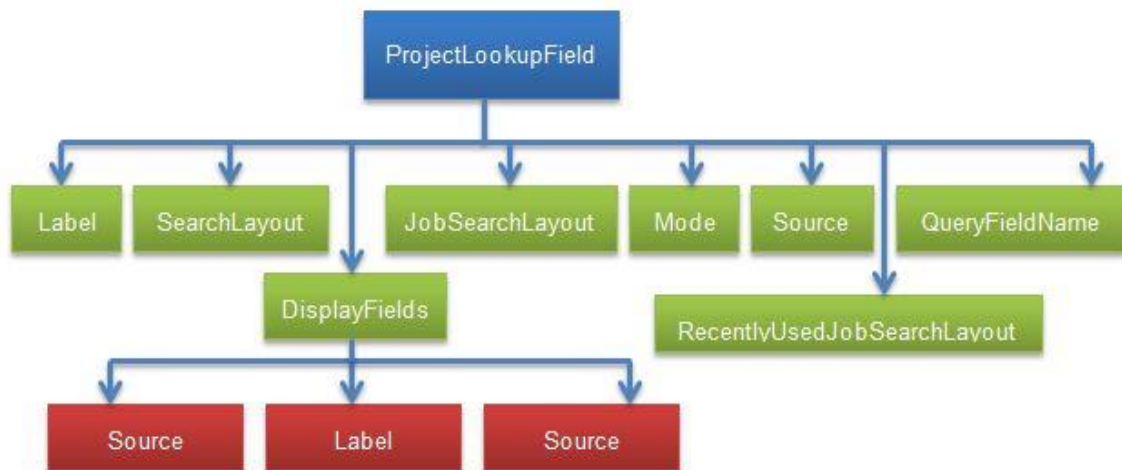 ProjectLookupField
Label
SearchLayout
JobSearchLayout
Mode
Source
QueryFieldName
DisplayFields
RecentlyUsedJobSearchLayout
Source
Label
Source